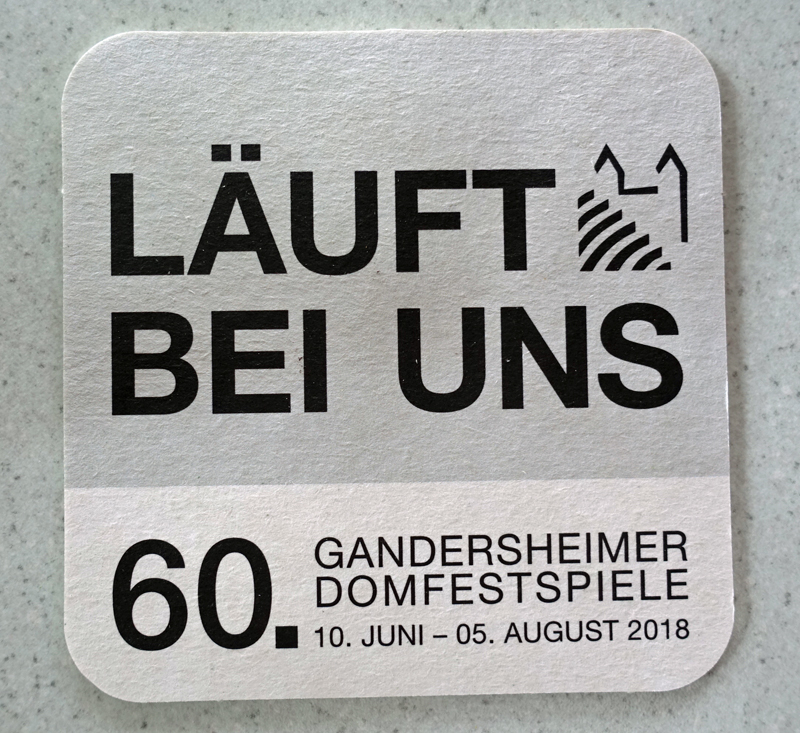 LÄUFT
BEI UNS
60. GANDERSHEIMER
DOMFESTSPIELE
10. JUNI – 05. AUGUST 2018